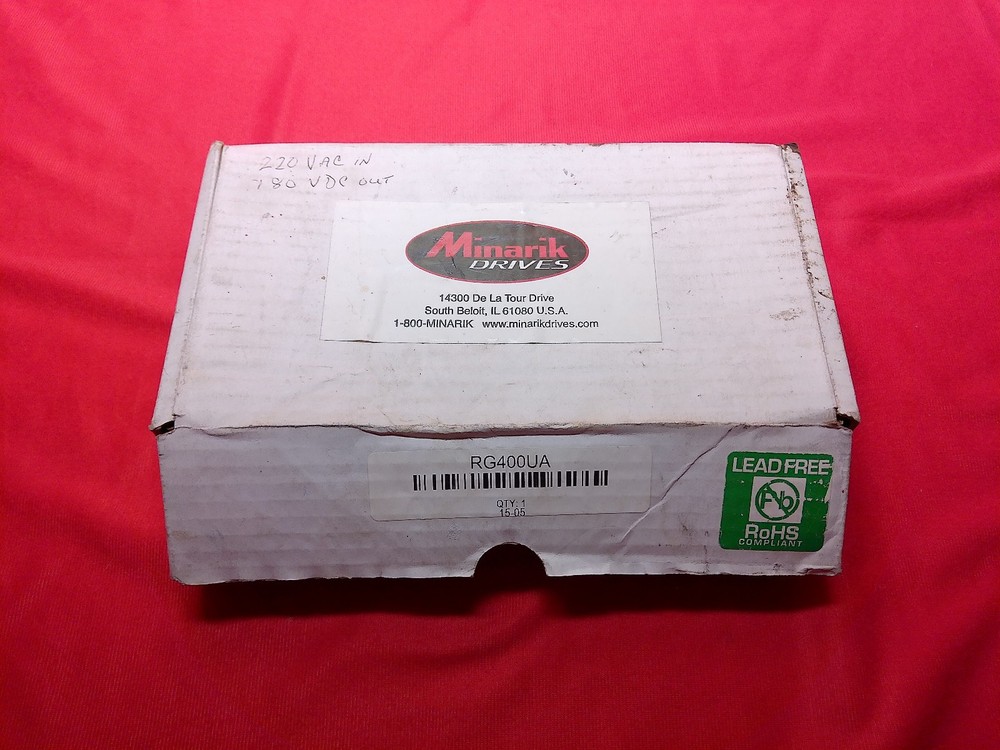 220 VAC IN
180 VDC OUT
Minarik
DRIVES
14300 De La Tour Drive
South Beloit, IL 61080 U.S.A.
1-800-MINARIK www.minarikdrives.com
RG400UA
QTY: 1
15-05
LEAD FREE
Pb
RoHS
COMPLIANT